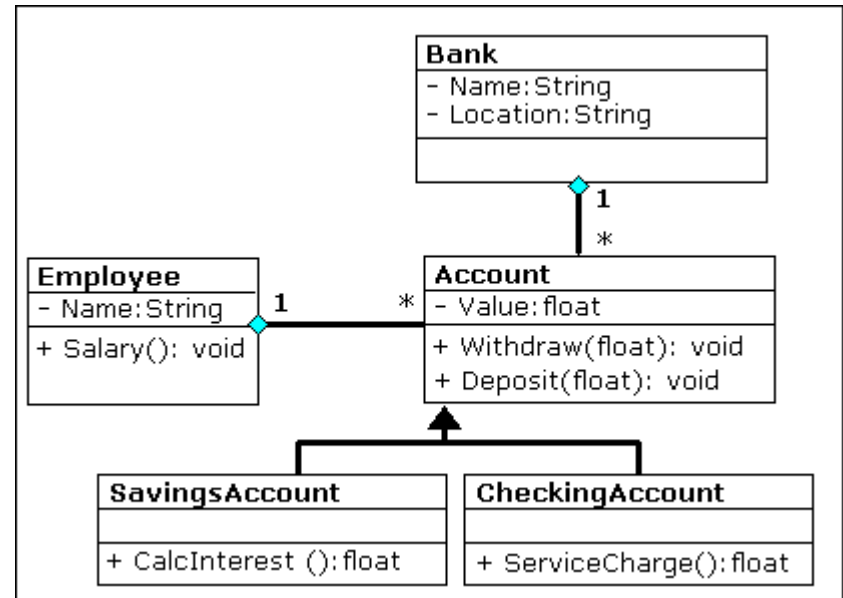 Bank
- Name:String
- Location:String
1
*
Employee
- Name:String
+ Salary(): void
1
*
Account
- Value:float
+ Withdraw(float): void
+ Deposit(float): void
SavingsAccount
+ CalcInterest ():float
CheckingAccount
+ ServiceCharge():float